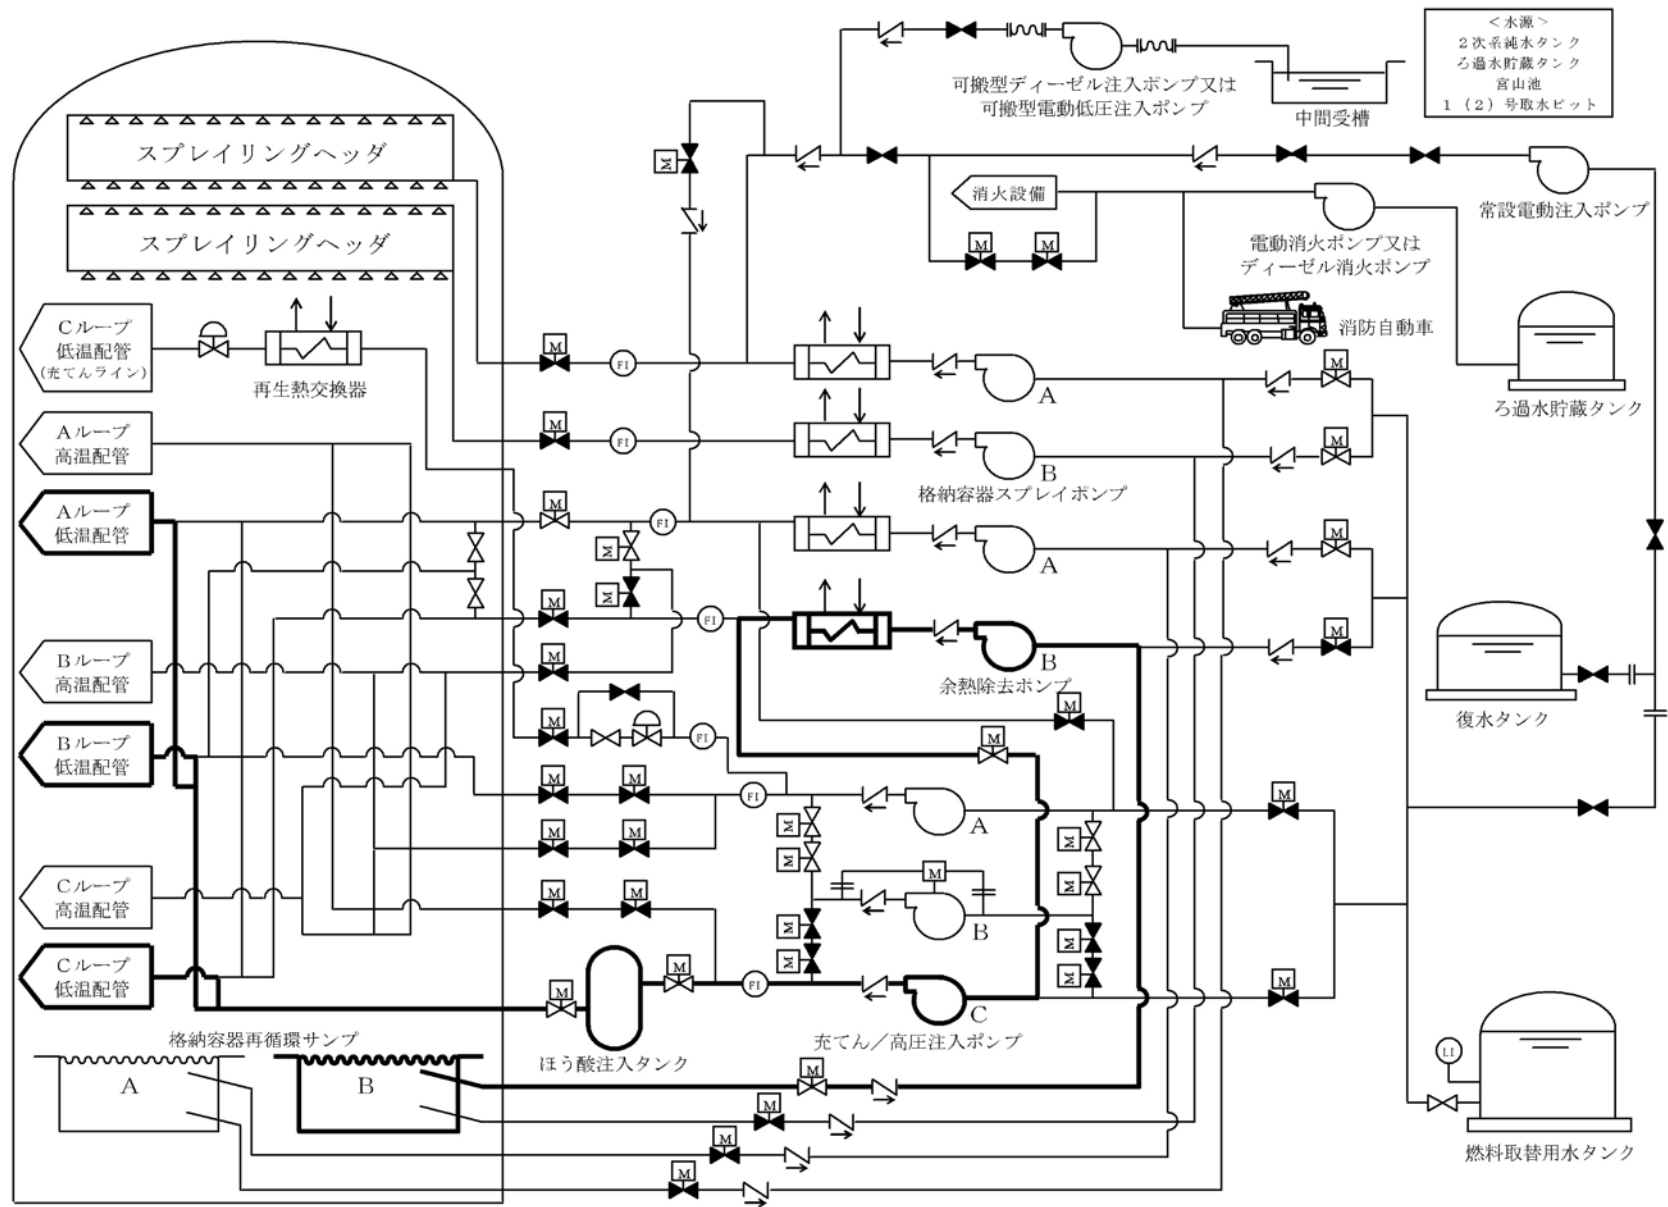 ＜水源＞
２次系純水タンク
ろ過水貯蔵タンク
宮山池
１（２）号取水ピット
可搬型ディーゼル注入ポンプ又は
可搬型電動低圧注入ポンプ
中間受槽
スプレイリングヘッダ
スプレイリングヘッダ
M
消火設備
常設電動注入ポンプ
M
M
電動消火ポンプ又は
ディーゼル消火ポンプ
消防自動車
ろ過水貯蔵タンク
Cループ
低温配管
(充てんライン)
再生熱交換器
M
FI
A
M
Aループ
高温配管
M
FI
B
M
格納容器スプレイポンプ
Aループ
低温配管
M
FI
M
A
M
M
M
FI
B
M
余熱除去ポンプ
Bループ
高温配管
M
M
復水タンク
Bループ
低温配管
M
FI
M
M
M
FI
A
M
M
M
M
M
M
M
Cループ
高温配管
M
M
M
B
M
M
M
M
Cループ
低温配管
M
M
FI
C
M
充てん／高圧注入ポンプ
ほう酸注入タンク
格納容器再循環サンプ
A
B
M
M
M
M
LI
燃料取替用水タンク